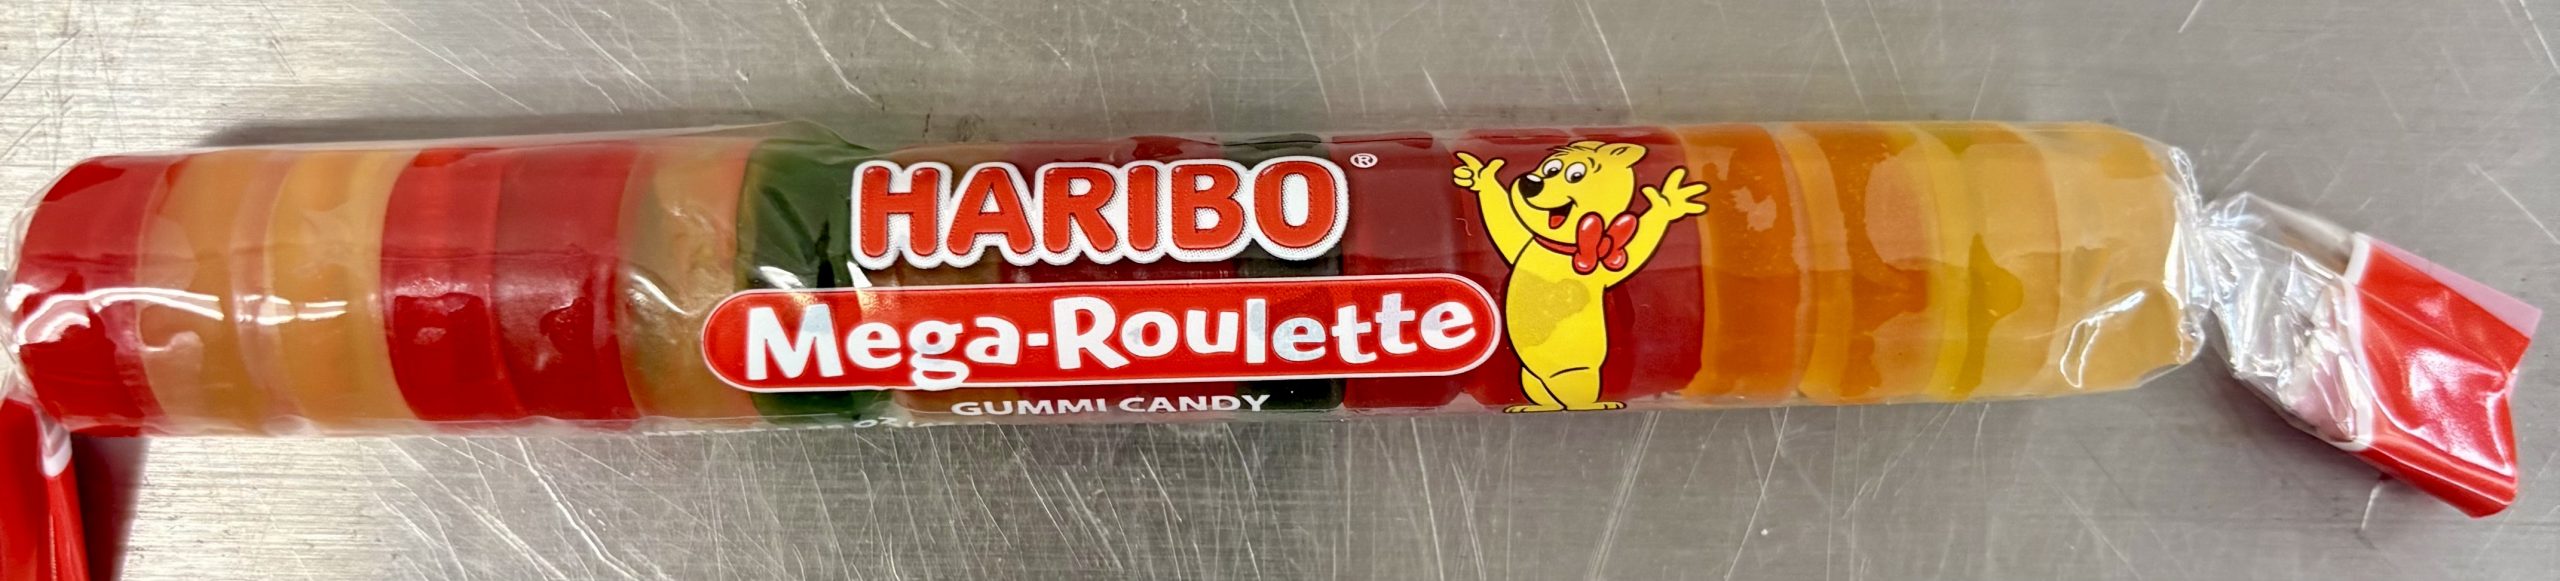 HARIBO®
Mega-Roulette
GUMMI CANDY